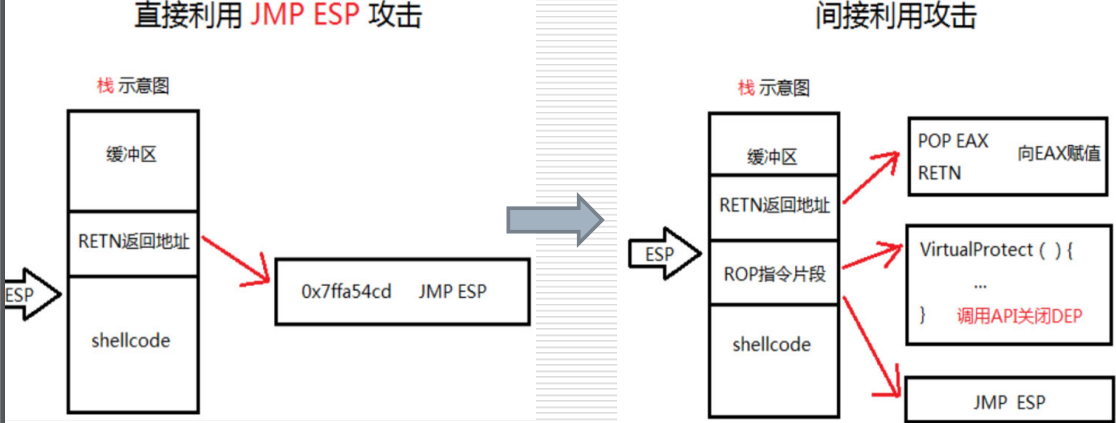 直接利用 JMP ESP 攻击
栈 示意图
缓冲区
RETN返回地址
ESP
shellcode
0x7ffa54cd JMP ESP
间接利用攻击
栈 示意图
缓冲区
RETN返回地址
ESP
ROP指令片段
shellcode
POP EAX 向EAX赋值
RETN
VirtualProtect ( ) {
...
} 调用API关闭DEP
JMP ESP